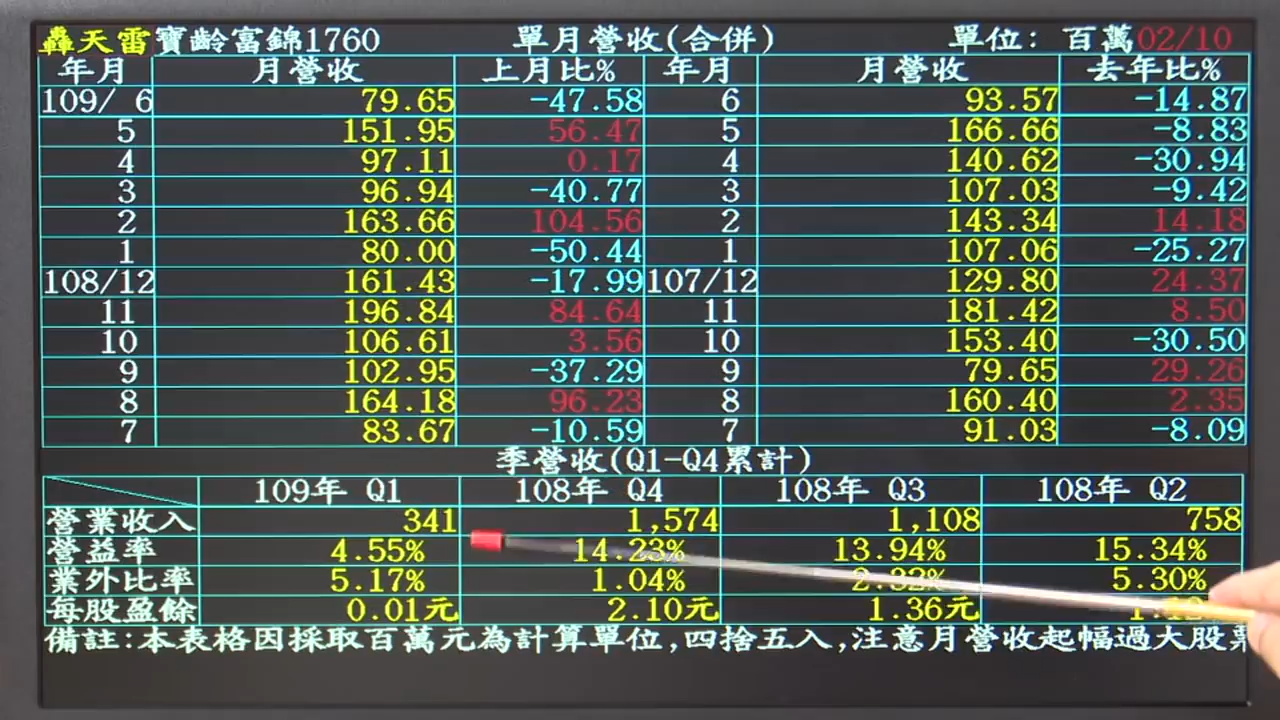 轟天雷寶齡富錦1760 單月營收(合併) 單位: 百萬02/10
年月 月營收 上月比% 年月 月營收 去年比%
109/ 6 79.65 -47.58 6 93.57 -14.87
5 151.95 56.47 5 166.66 -8.83
4 97.11 0.17 4 140.62 -30.94
3 96.94 -40.77 3 107.03 -9.42
2 163.66 104.56 2 143.34 14.18
1 80.00 -50.44 1 107.06 -25.27
108/12 161.43 -17.99 107/12 129.80 24.37
11 196.84 84.64 11 181.42 8.50
10 106.61 3.56 10 153.40 -30.50
9 102.95 -37.29 9 79.65 29.26
8 164.18 96.23 8 160.40 2.35
7 83.67 -10.59 7 91.03 -8.09
季營收(Q1-Q4累計)
109年 Q1 108年 Q4 108年 Q3 108年 Q2
營業收入 341 1,574 1,108 758
營益率 4.55% 14.23% 13.94% 15.34%
業外比率 5.17% 1.04% 5.30%
每股盈餘 0.01元 2.10元 1.36元
備註:本表格因採取百萬元為計算單位,四捨五入,注意月營收起幅過大股票